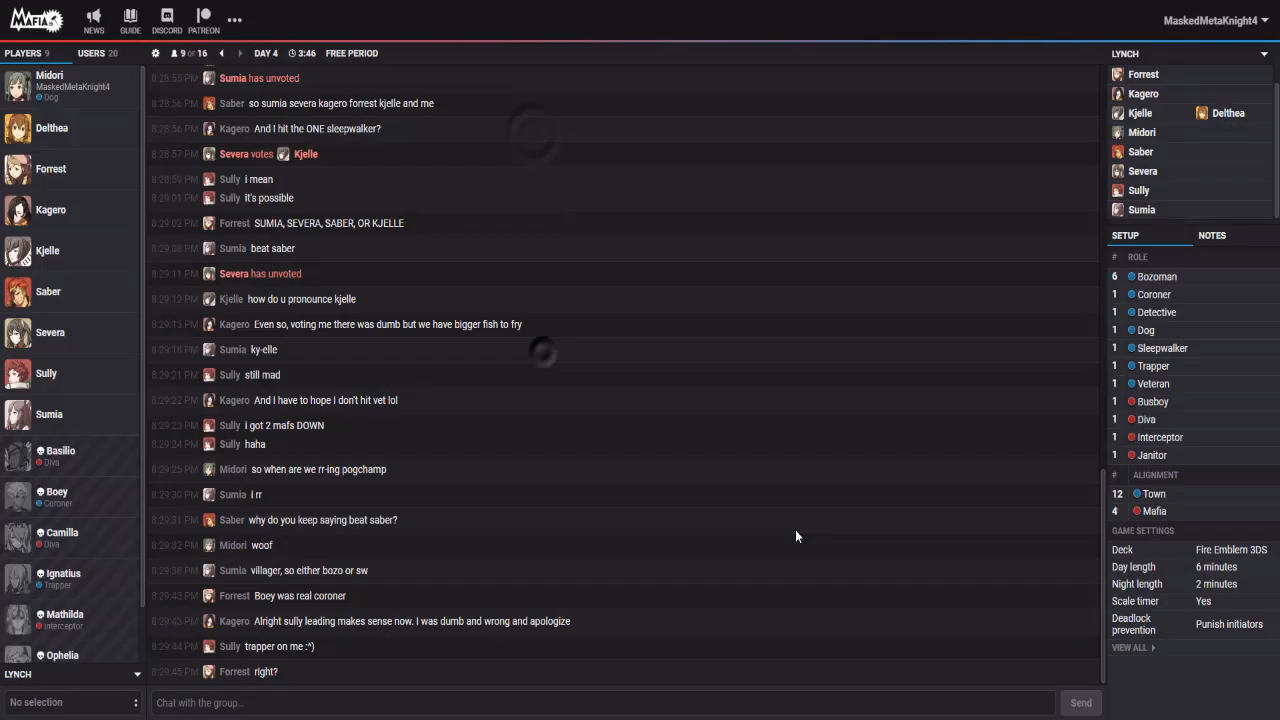 MAFIA
NEWS
GUIDE
DISCORD
PATREON
MaskedMetaKnight4
PLAYERS 9
USERS 20
9 of 16
DAY 4
3:46
FREE PERIOD
Midori
MaskedMetaKnight4
Dog
Delthea
Forrest
Kagero
Kjelle
Saber
Severa
Sully
Sumia
Basilio
Diva
Boey
Coroner
Camilla
Diva
Ignatius
Trapper
Mathilda
Interceptor
Ophelia
LYNCH
No selection
8:28:55 PM Sumia has unvoted
8:28:56 PM Saber so sumia severa kagero forrest kjelle and me
8:28:56 PM Kagero And I hit the ONE sleepwalker?
8:28:57 PM Severa votes Kjelle
8:28:59 PM Sully i mean
8:29:01 PM Sully it's possible
8:29:02 PM Forrest SUMIA, SEVERA, SABER, OR KJELLE
8:29:08 PM Sumia beat saber
8:29:11 PM Severa has unvoted
8:29:12 PM Kjelle how do u pronounce kjelle
8:29:13 PM Kagero Even so, voting me there was dumb but we have bigger fish to fry
8:29:18 PM Sumia ky-elle
8:29:21 PM Sully still mad
8:29:22 PM Kagero And I have to hope I don't hit vet lol
8:29:23 PM Sully i got 2 mafs DOWN
8:29:24 PM Sully haha
8:29:25 PM Midori so when are we rr-ing pogchamp
8:29:30 PM Sumia i rr
8:29:31 PM Saber why do you keep saying beat saber?
8:29:32 PM Midori woof
8:29:38 PM Sumia villager, so either bozo or sw
8:29:43 PM Forrest Boey was real coroner
8:29:43 PM Kagero Alright sully leading makes sense now. I was dumb and wrong and apologize
8:29:44 PM Sully trapper on me :^)
8:29:45 PM Forrest right?
Chat with the group...
Send
LYNCH
Forrest
Kagero
Kjelle Delthea
Midori
Saber
Severa
Sully
Sumia
SETUP
NOTES
# ROLE
6 Bozoman
1 Coroner
1 Detective
1 Dog
1 Sleepwalker
1 Trapper
1 Veteran
1 Busboy
1 Diva
1 Interceptor
1 Janitor
# ALIGNMENT
12 Town
4 Mafia
GAME SETTINGS
Deck Fire Emblem 3DS
Day length 6 minutes
Night length 2 minutes
Scale timer Yes
Deadlock prevention Punish initiators
VIEW ALL